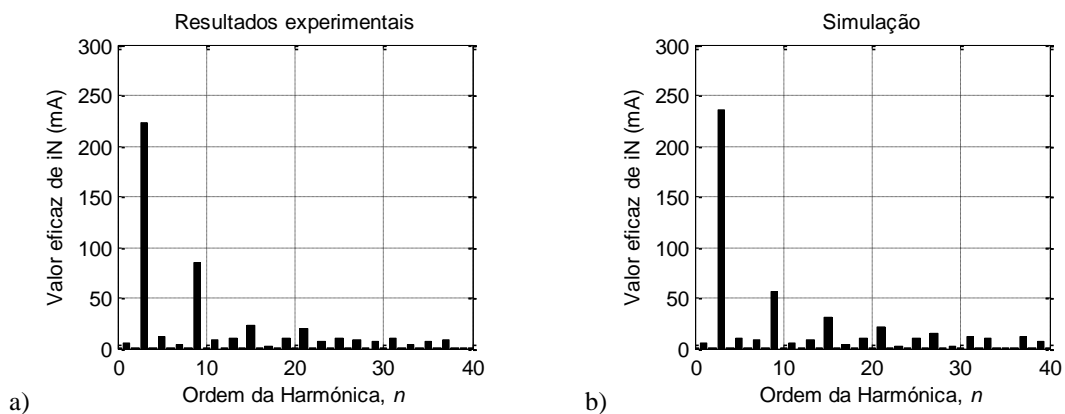 Resultados experimentais
300
250
200
150
100
50
0
0 10 20 30 40
Valor eficaz de iN (mA)
Ordem da Harmónica, n
a)
Simulação
300
250
200
150
100
50
0
0 10 20 30 40
Valor eficaz de iN (mA)
Ordem da Harmónica, n
b)